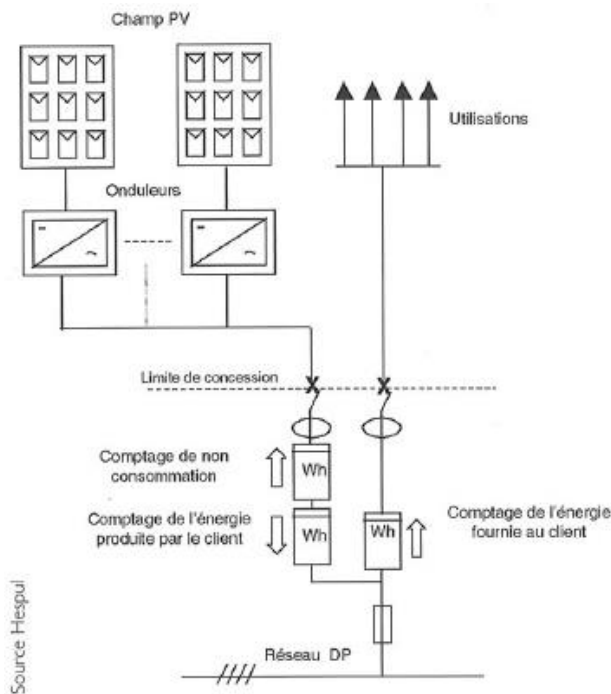 Champ PV
Utilisations
Onduleurs
Limite de concession
Comptage de non
consommation
Wh
Comptage de l'énergie
produite par le client
Wh
Wh
Comptage de l'énergie
fournie au client
Réseau DP
Source Hespul